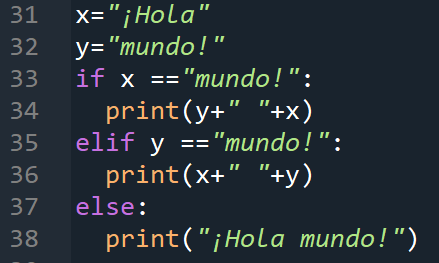 31 x="¡Hola"
32 y="mundo!"
33 if x =="mundo!":
34   print(y+" "+x)
35 elif y =="mundo!":
36   print(x+" "+y)
37 else:
38   print("¡Hola mundo!")